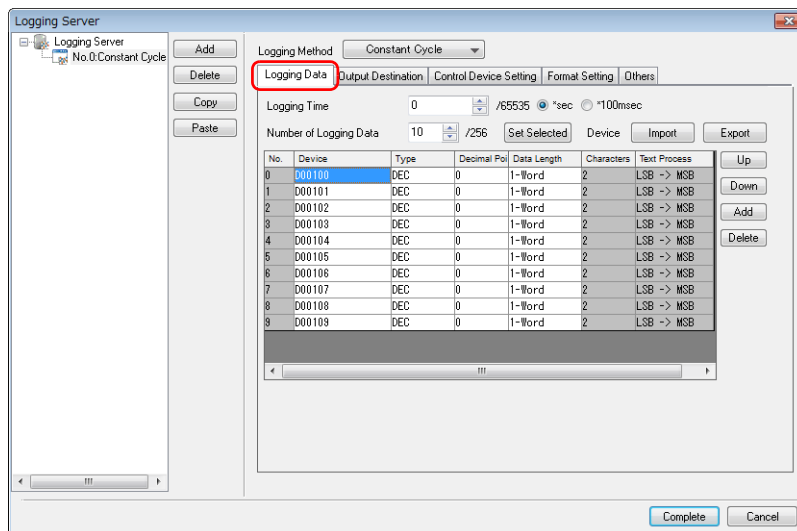 Logging Server
Logging Server
No.0:Constant Cycle
Add
Delete
Copy
Paste
Logging Method Constant Cycle
Logging Data Output Destination Control Device Setting Format Setting Others
Logging Time 0 /65535 *sec *100msec
Number of Logging Data 10 /256 Set Selected Device Import Export
No. Device Type Decimal Poi Data Length Characters Text Process
0 D00100 DEC 0 1-Word 2 LSB -> MSB
1 D00101 DEC 0 1-Word 2 LSB -> MSB
2 D00102 DEC 0 1-Word 2 LSB -> MSB
3 D00103 DEC 0 1-Word 2 LSB -> MSB
4 D00104 DEC 0 1-Word 2 LSB -> MSB
5 D00105 DEC 0 1-Word 2 LSB -> MSB
6 D00106 DEC 0 1-Word 2 LSB -> MSB
7 D00107 DEC 0 1-Word 2 LSB -> MSB
8 D00108 DEC 0 1-Word 2 LSB -> MSB
9 D00109 DEC 0 1-Word 2 LSB -> MSB
Up
Down
Add
Delete
Complete Cancel